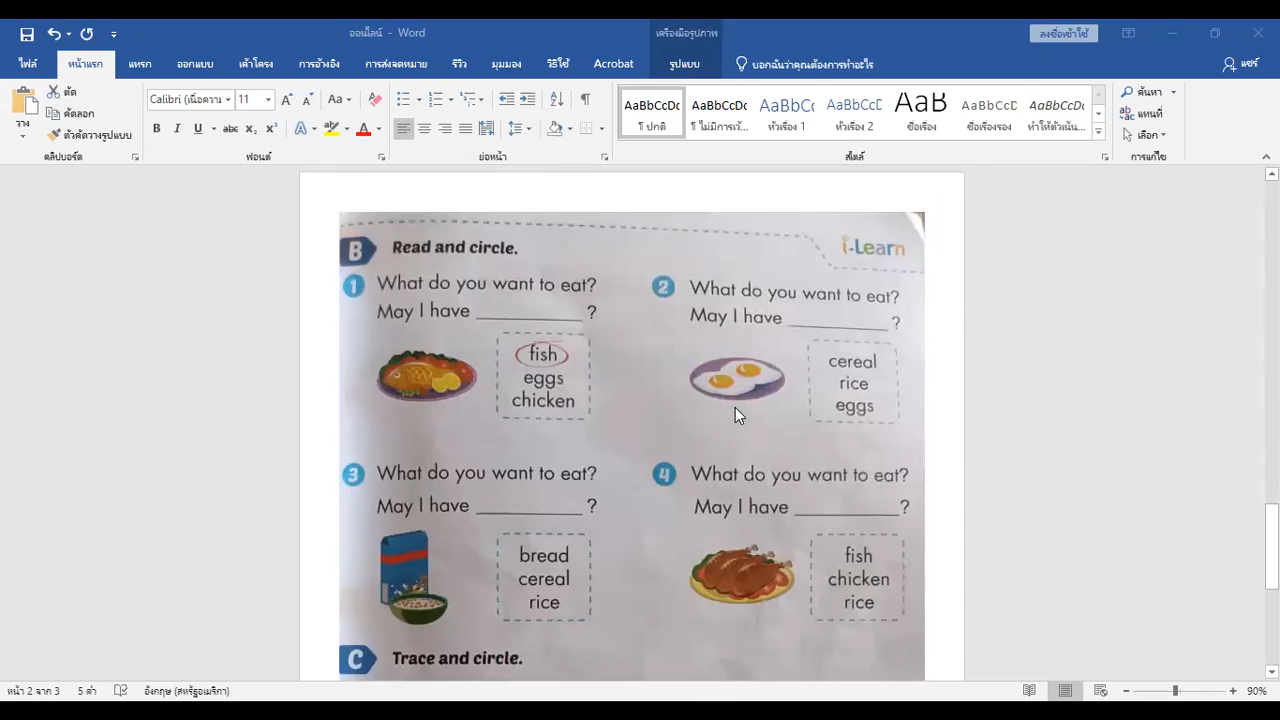 ออนไลน์ - Word
เครื่องมือรูปภาพ
ลงชื่อเข้าใช้
ไฟล์
หน้าแรก
แทรก
ออกแบบ
เค้าโครง
การอ้างอิง
การส่งจดหมาย
รีวิว
มุมมอง
วิธีใช้
Acrobat
รูปแบบ
บอกฉันว่าคุณต้องการทำอะไร
แชร์
วาง
ตัด
คัดลอก
ตัวคัดวางรูปแบบ
คลิปบอร์ด
Calibri (เนื้อความ
11
ฟอนต์
ย่อหน้า
AaBbCcDc
¶ ปกติ
AaBbCcDc
¶ ไม่มีการเว้...
AaBbC
หัวเรื่อง 1
AaBbCcD
หัวเรื่อง 2
AaB
ชื่อเรื่อง
AaBbCcD
ชื่อเรื่องรอง
AaBbCcDa
ทำให้ตัวเน้น...
สไตล์
ค้นหา
แทนที่
เลือก
การแก้ไข
B Read and circle.
i-Learn
1 What do you want to eat?
May I have __________ ?
fish
eggs
chicken
2 What do you want to eat?
May I have __________ ?
cereal
rice
eggs
3 What do you want to eat?
May I have __________ ?
bread
cereal
rice
4 What do you want to eat?
May I have __________ ?
fish
chicken
rice
C Trace and circle.
หน้า 2 จาก 3
5 คำ
อังกฤษ (สหรัฐอเมริกา)
90%